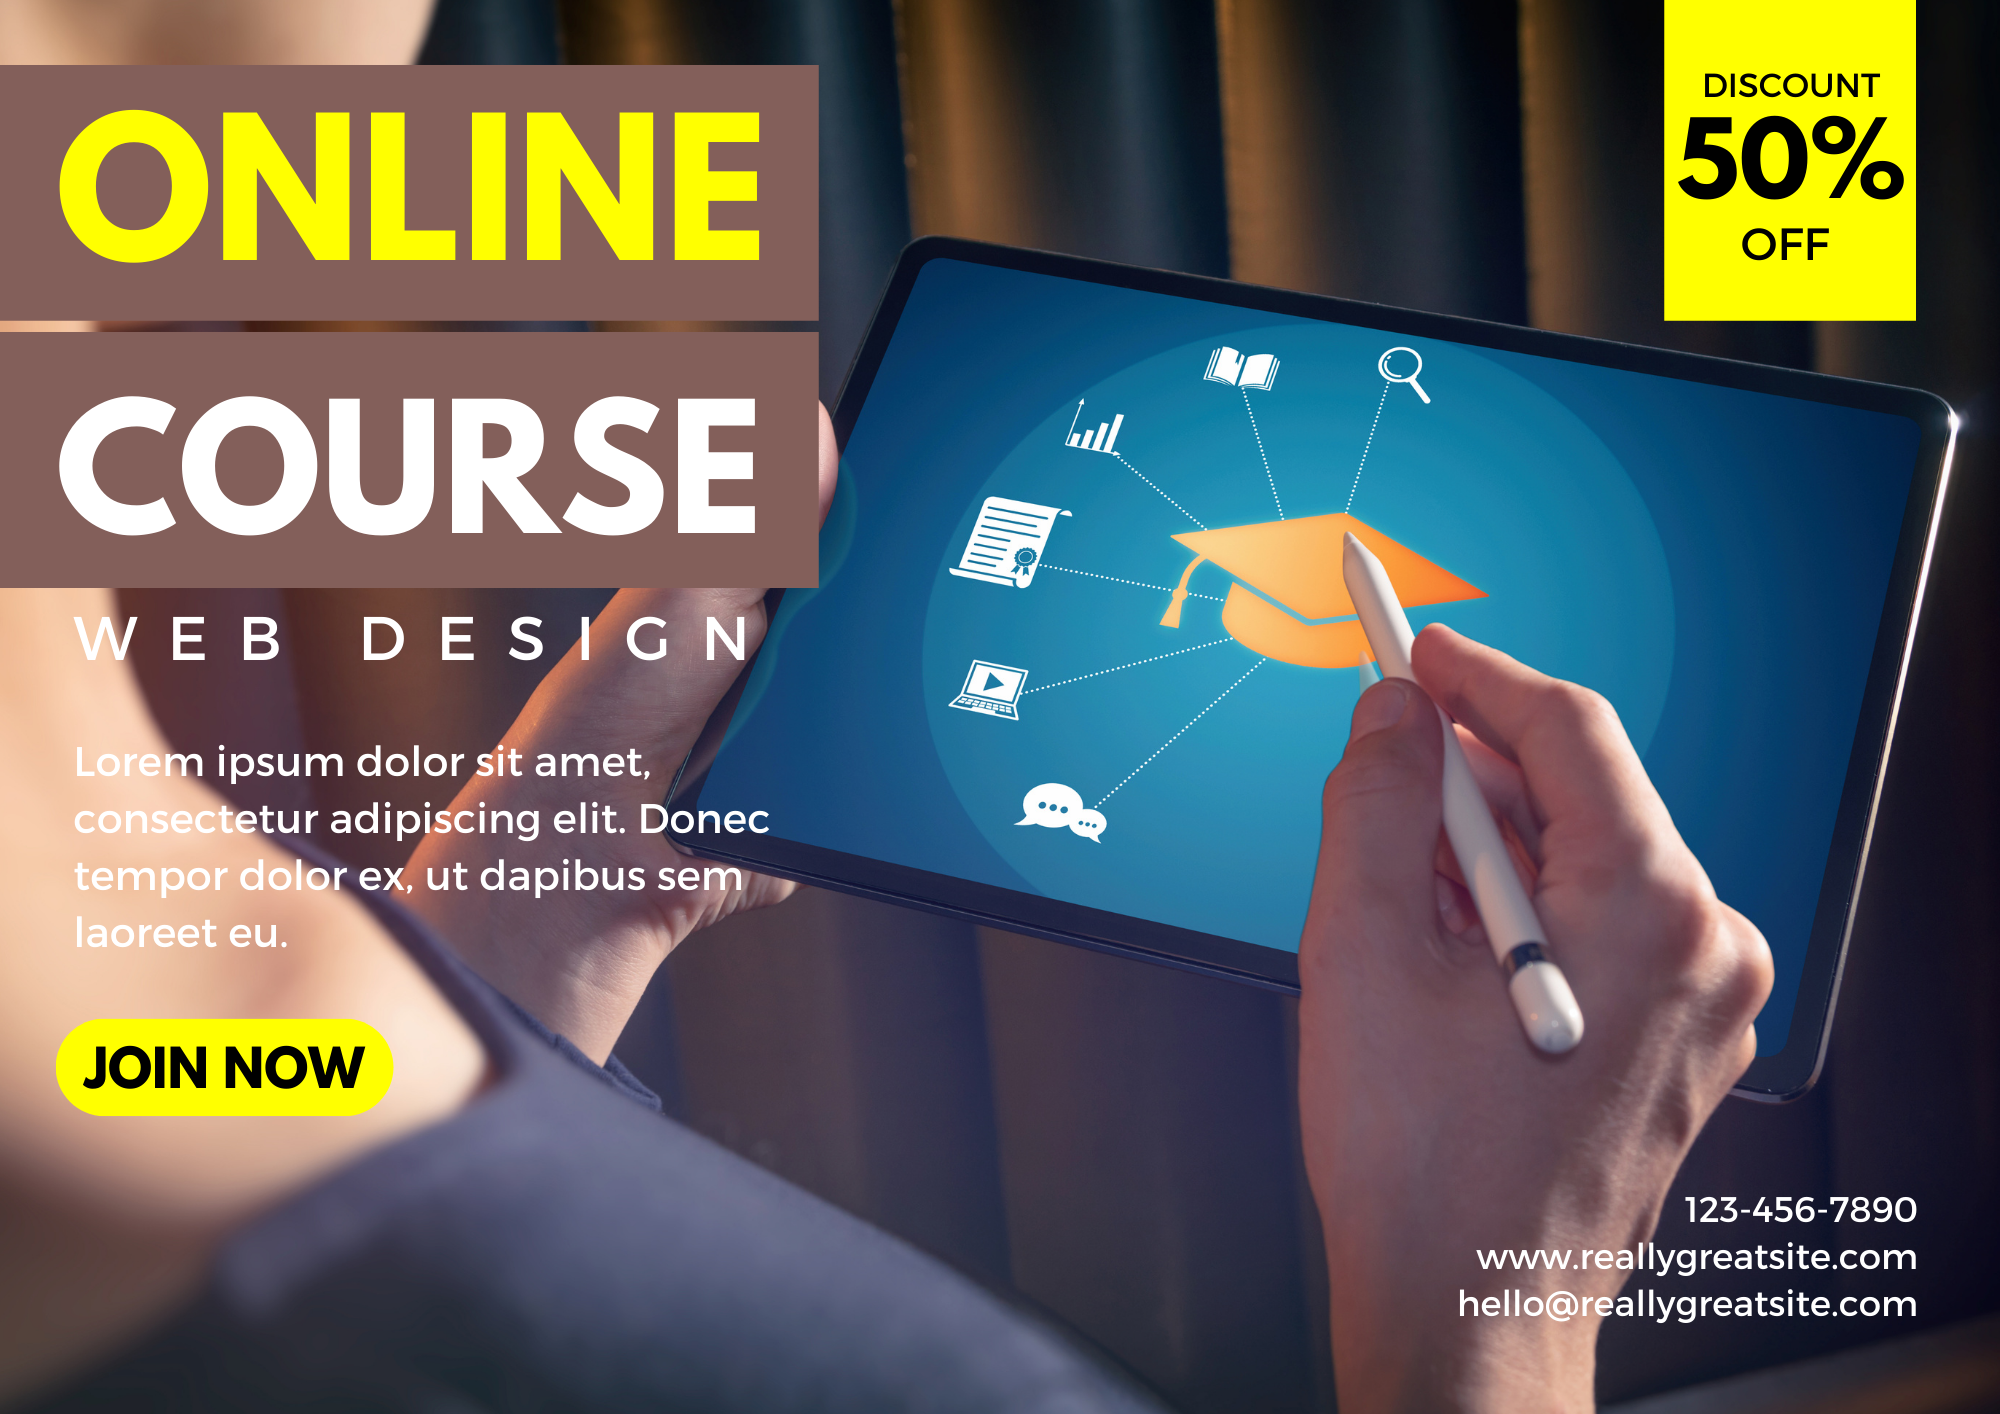 ONLINE
COURSE
WEB DESIGN
Lorem ipsum dolor sit amet,
consectetur adipiscing elit. Donec
tempor dolor ex, ut dapibus sem
laoreet eu.
JOIN NOW
DISCOUNT
50%
OFF
123-456-7890
www.reallygreatsite.com
hello@reallygreatsite.com